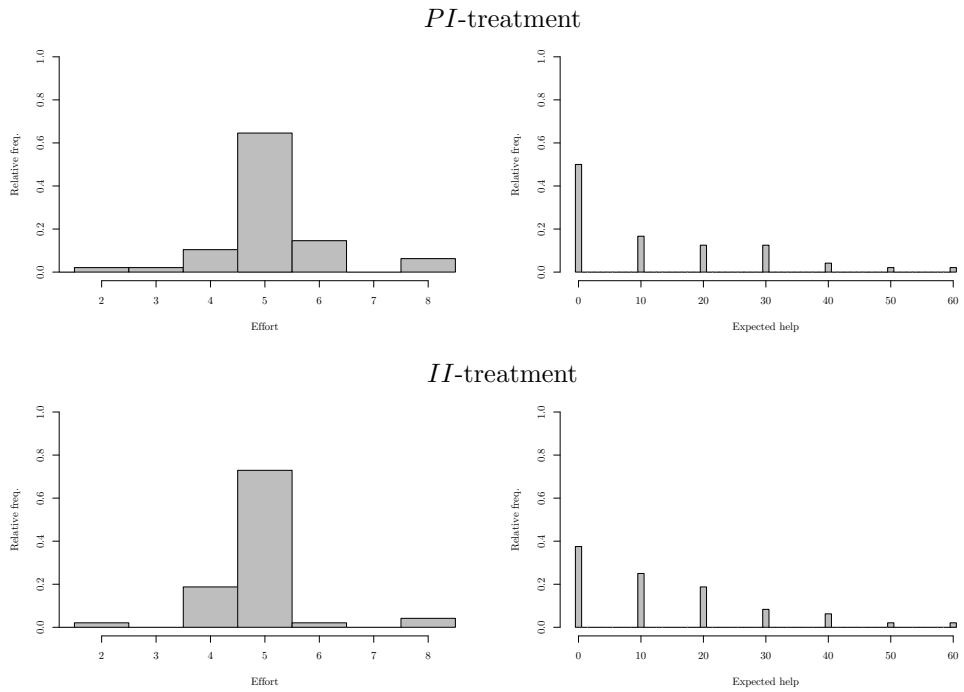 PI-treatment
Relative freq.
0.0 0.2 0.4 0.6 0.8 1.0
2 3 4 5 6 7 8
Effort
Relative freq.
0.0 0.2 0.4 0.6 0.8 1.0
0 10 20 30 40 50 60
Expected help
II-treatment
Relative freq.
0.0 0.2 0.4 0.6 0.8 1.0
2 3 4 5 6 7 8
Effort
Relative freq.
0.0 0.2 0.4 0.6 0.8 1.0
0 10 20 30 40 50 60
Expected help